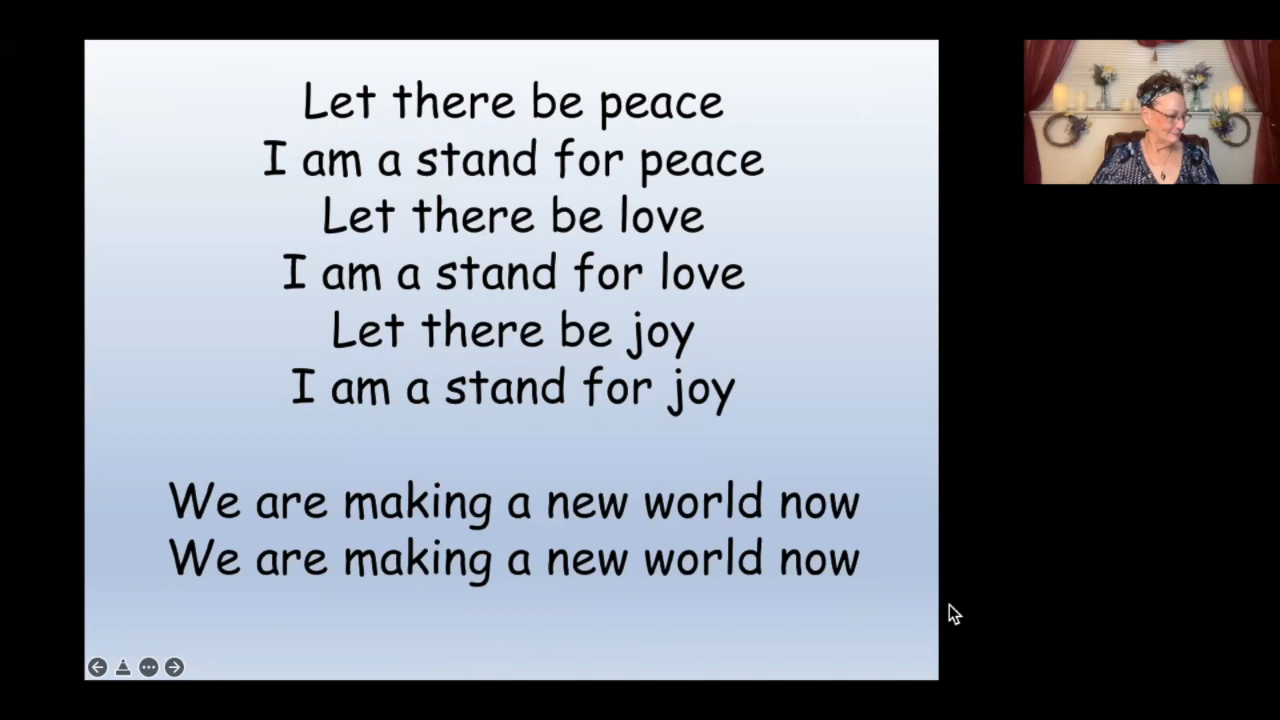 Let there be peace
I am a stand for peace
Let there be love
I am a stand for love
Let there be joy
I am a stand for joy
We are making a new world now
We are making a new world now